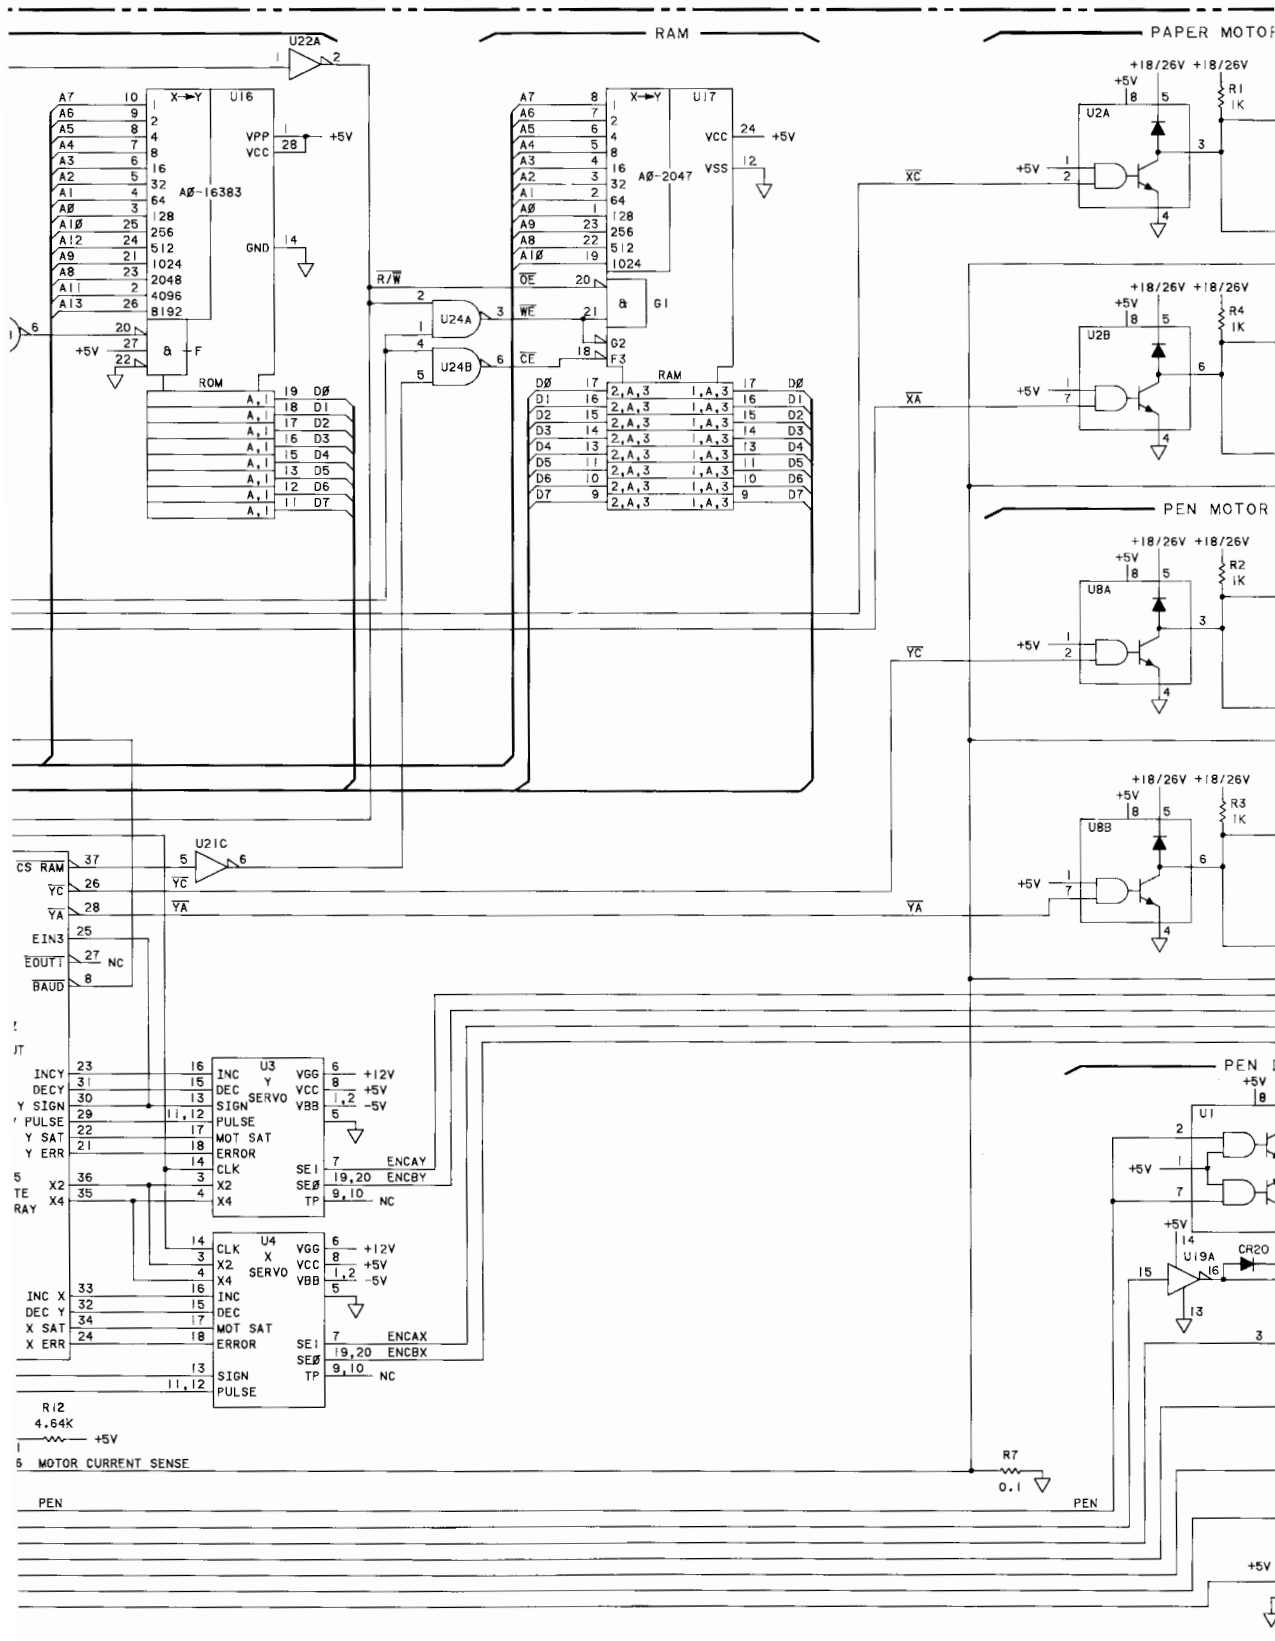 RAM
PAPER MOTOR
U22A
1 2
+18/26V +18/26V
+5V
8 5
R1
1K
U2A
3
+5V 1
2
4
XC
A7 10 1
A6 9 2
A5 8 4
A4 7 8
A3 6 16
A2 5 32
A1 4 64
AØ 3 128
A1Ø 25 256
A12 24 512
A9 21 1024
A8 23 2048
A11 2 4096
A13 26 8192
X→Y U16
VPP 1
VCC 28
+5V
AØ-16383
GND 14
6
20
+5V 27
22
& F
ROM
A,1 19 DØ
A,1 18 D1
A,1 17 D2
A,1 16 D3
A,1 15 D4
A,1 13 D5
A,1 12 D6
A,1 11 D7
A7 8 1
A6 7 2
A5 6 4
A4 5 8
A3 4 16
A2 3 32
A1 2 64
AØ 1 128
A9 23 256
A8 22 512
A1Ø 19 1024
X→Y U17
VCC 24 +5V
VSS 12
AØ-2047
R/W
2
1
U24A 3
4
5
U24B 6
OE 20
WE 21
CE 18
& G1
G2
F3
RAM
DØ 17 2,A,3 1,A,3 17 DØ
D1 16 2,A,3 1,A,3 16 D1
D2 15 2,A,3 1,A,3 15 D2
D3 14 2,A,3 1,A,3 14 D3
D4 13 2,A,3 1,A,3 13 D4
D5 11 2,A,3 1,A,3 11 D5
D6 10 2,A,3 1,A,3 10 D6
D7 9 2,A,3 1,A,3 9 D7
+18/26V +18/26V
+5V
8 5
R4
1K
U2B
6
+5V 1
7
4
XA
PEN MOTOR
+18/26V +18/26V
+5V
8 5
R2
1K
U8A
3
+5V 1
2
4
YC
+18/26V +18/26V
+5V
8 5
R3
1K
U8B
6
+5V 1
7
4
YA
U21C
5 6
CS RAM 37
YC 26 YC
YA 28 YA
EIN3 25
EOUT1 27 NC
BAUD 8
UT
INCY 23
DECY 31
Y SIGN 30
PULSE 29
Y SAT 22
Y ERR 21
X2 36
X4 35
5
TE
RAY
U3
Y
SERVO
16 INC
15 DEC
13 SIGN
11,12 PULSE
17 MOT SAT
18 ERROR
14 CLK
3 X2
4 X4
VGG 6 +12V
VCC 8 +5V
VBB 1,2 -5V
5
SE1 7 ENCAY
SEØ 19,20 ENCBY
TP 9,10 NC
U4
X
SERVO
14 CLK
3 X2
4 X4
16 INC
15 DEC
17 MOT SAT
18 ERROR
13 SIGN
11,12 PULSE
VGG 6 +12V
VCC 8 +5V
VBB 1,2 -5V
5
SE1 7 ENCAX
SEØ 19,20 ENCBX
TP 9,10 NC
INC X 33
DEC Y 32
X SAT 34
X ERR 24
PEN
+5V
8
U1
2
+5V 1
7
+5V
14
U19A
15 16
13
CR20
3
R12
4.64K
+5V
6 MOTOR CURRENT SENSE
R7
0.1
PEN
PEN
+5V